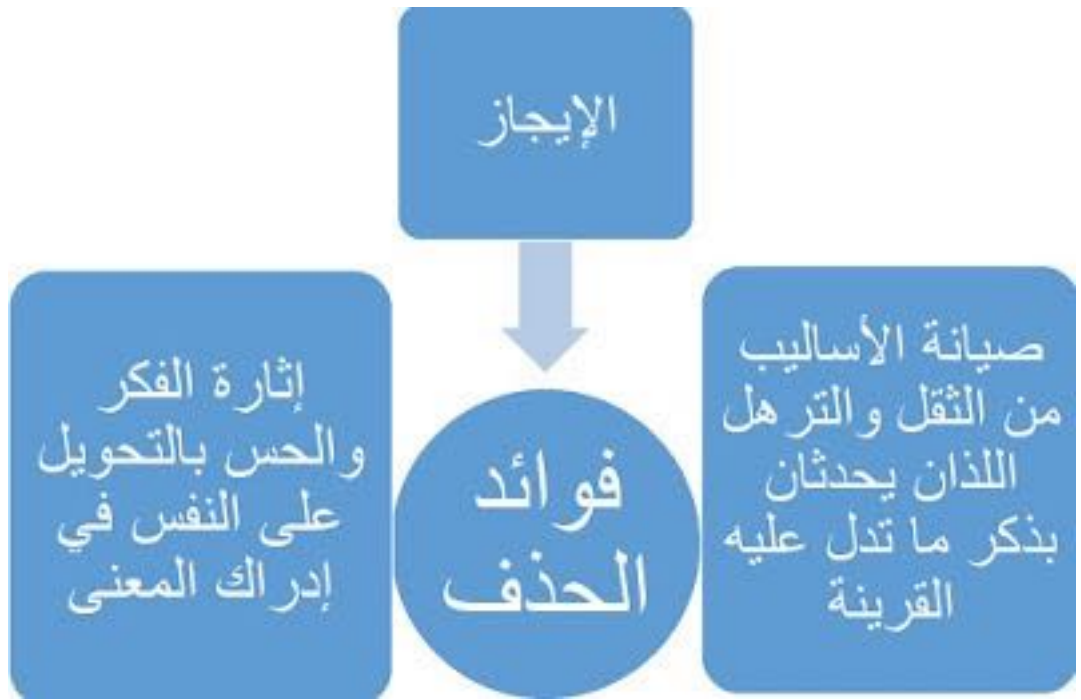 الإيجاز
صيانة الأساليب
من الثقل والترهل
اللذان يحدثان
بذكر ما تدل عليه
القرينة
فوائد
الحذف
إثارة الفكر
والحس بالتحويل
على النفس في
إدراك المعنى